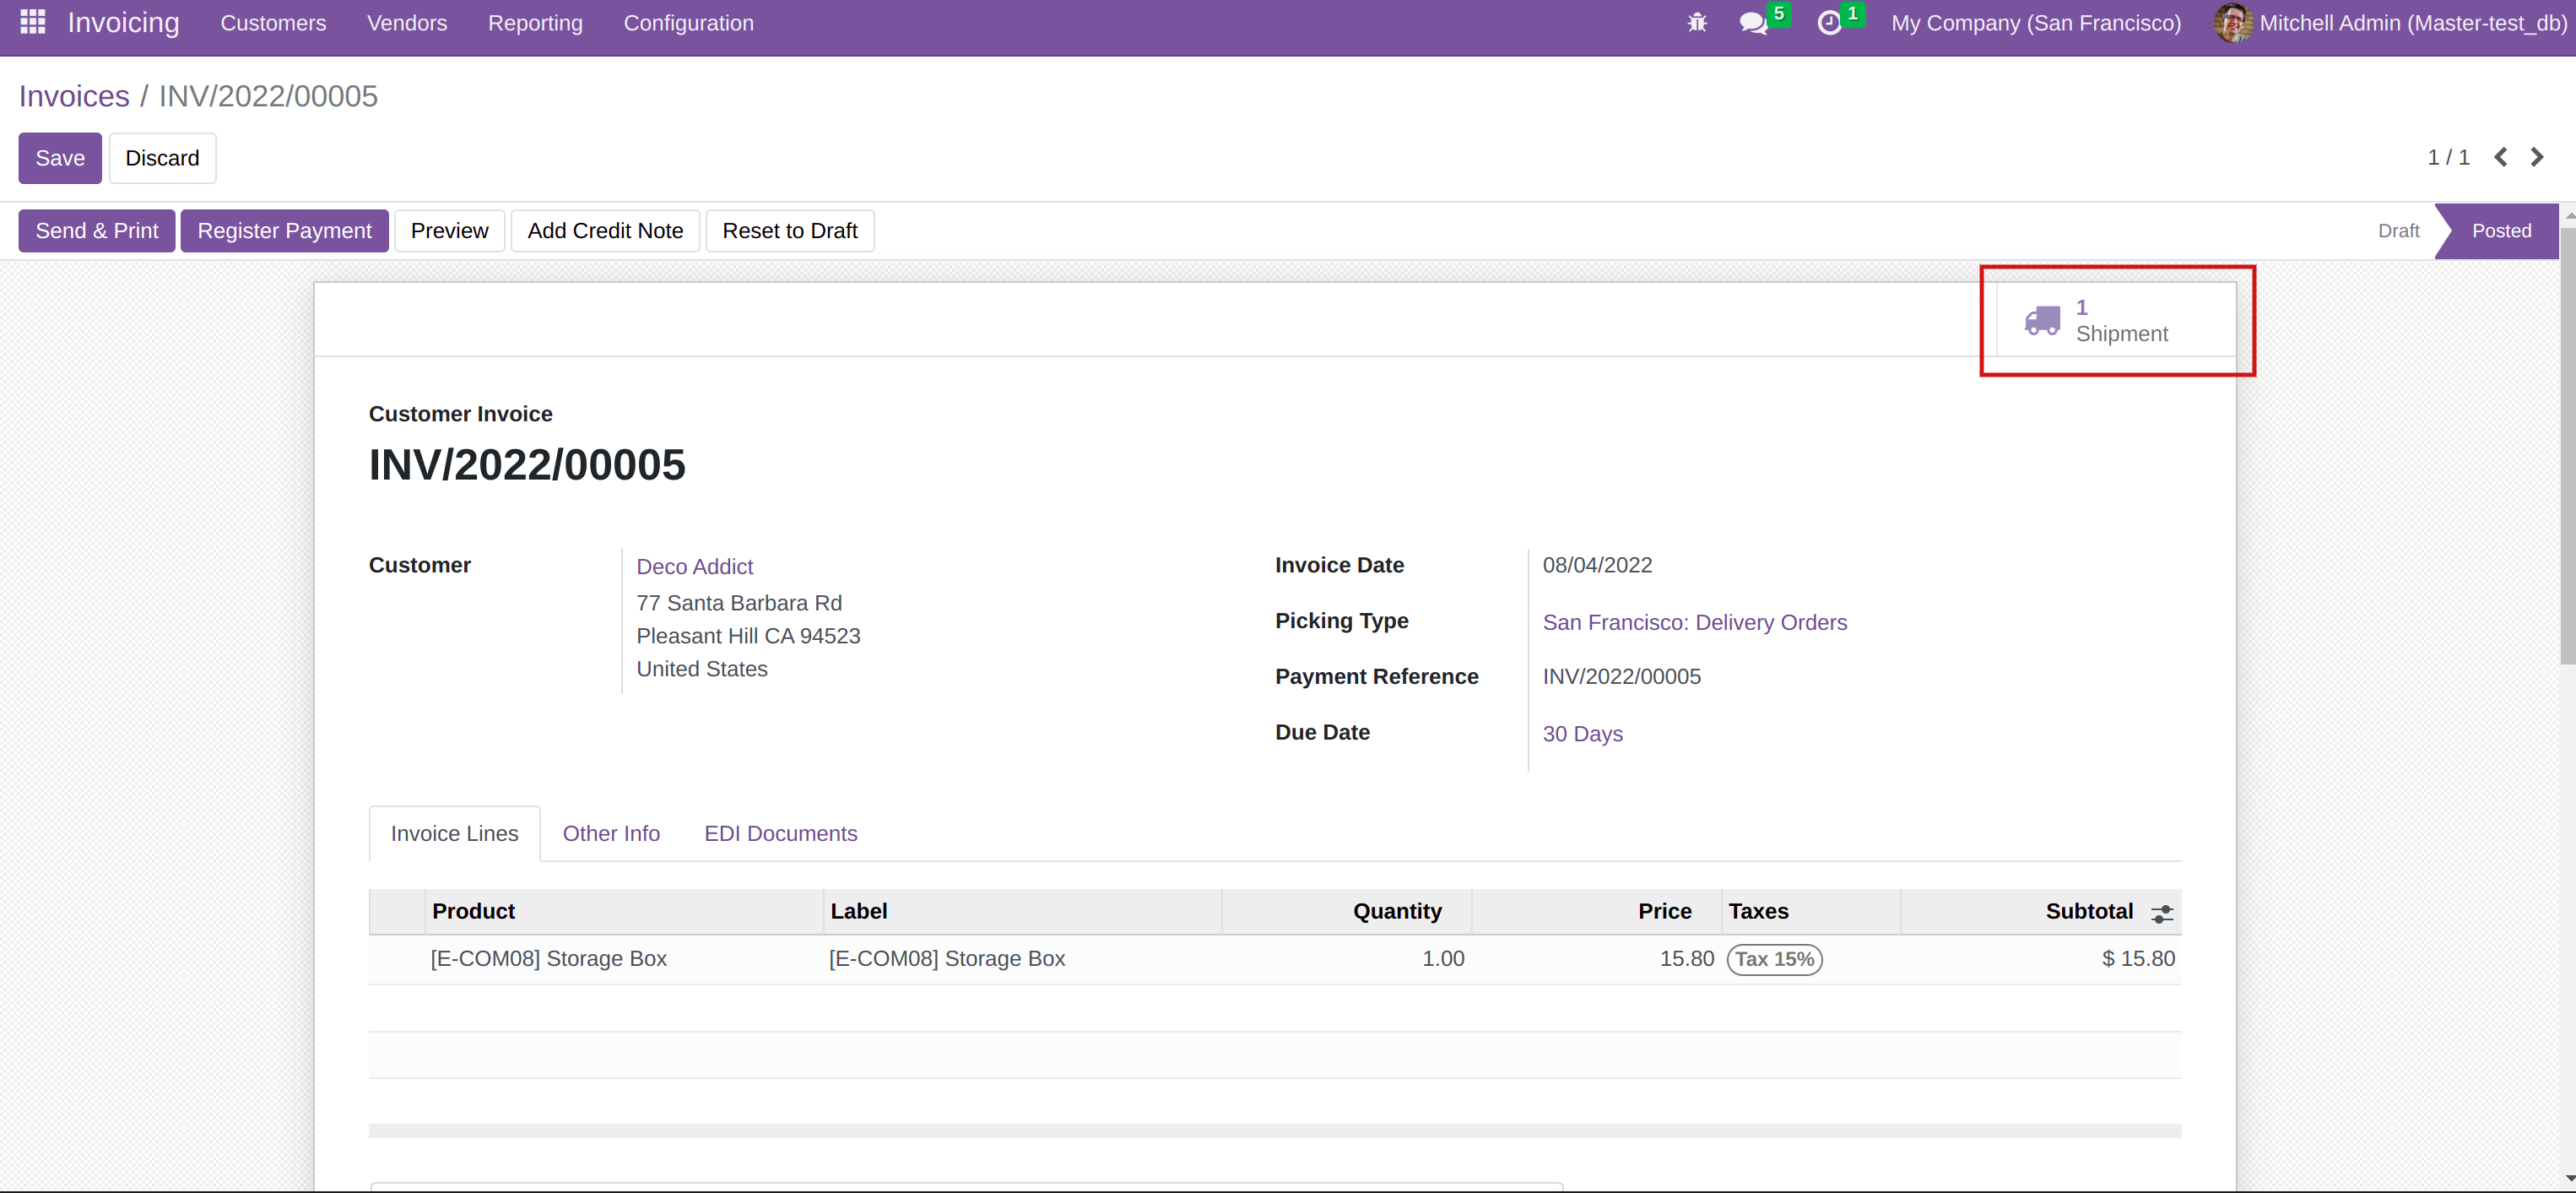 Invoicing Customers Vendors Reporting Configuration 5 1 My Company (San Francisco) Mitchell Admin (Master-test_db)
Invoices / INV/2022/00005
Save Discard 1 / 1
Send & Print Register Payment Preview Add Credit Note Reset to Draft Draft Posted
1
Shipment
Customer Invoice
INV/2022/00005
Customer Deco Addict
77 Santa Barbara Rd
Pleasant Hill CA 94523
United States
Invoice Date 08/04/2022
Picking Type San Francisco: Delivery Orders
Payment Reference INV/2022/00005
Due Date 30 Days
Invoice Lines Other Info EDI Documents
Product Label Quantity Price Taxes Subtotal
[E-COM08] Storage Box [E-COM08] Storage Box 1.00 15.80 Tax 15% $ 15.80